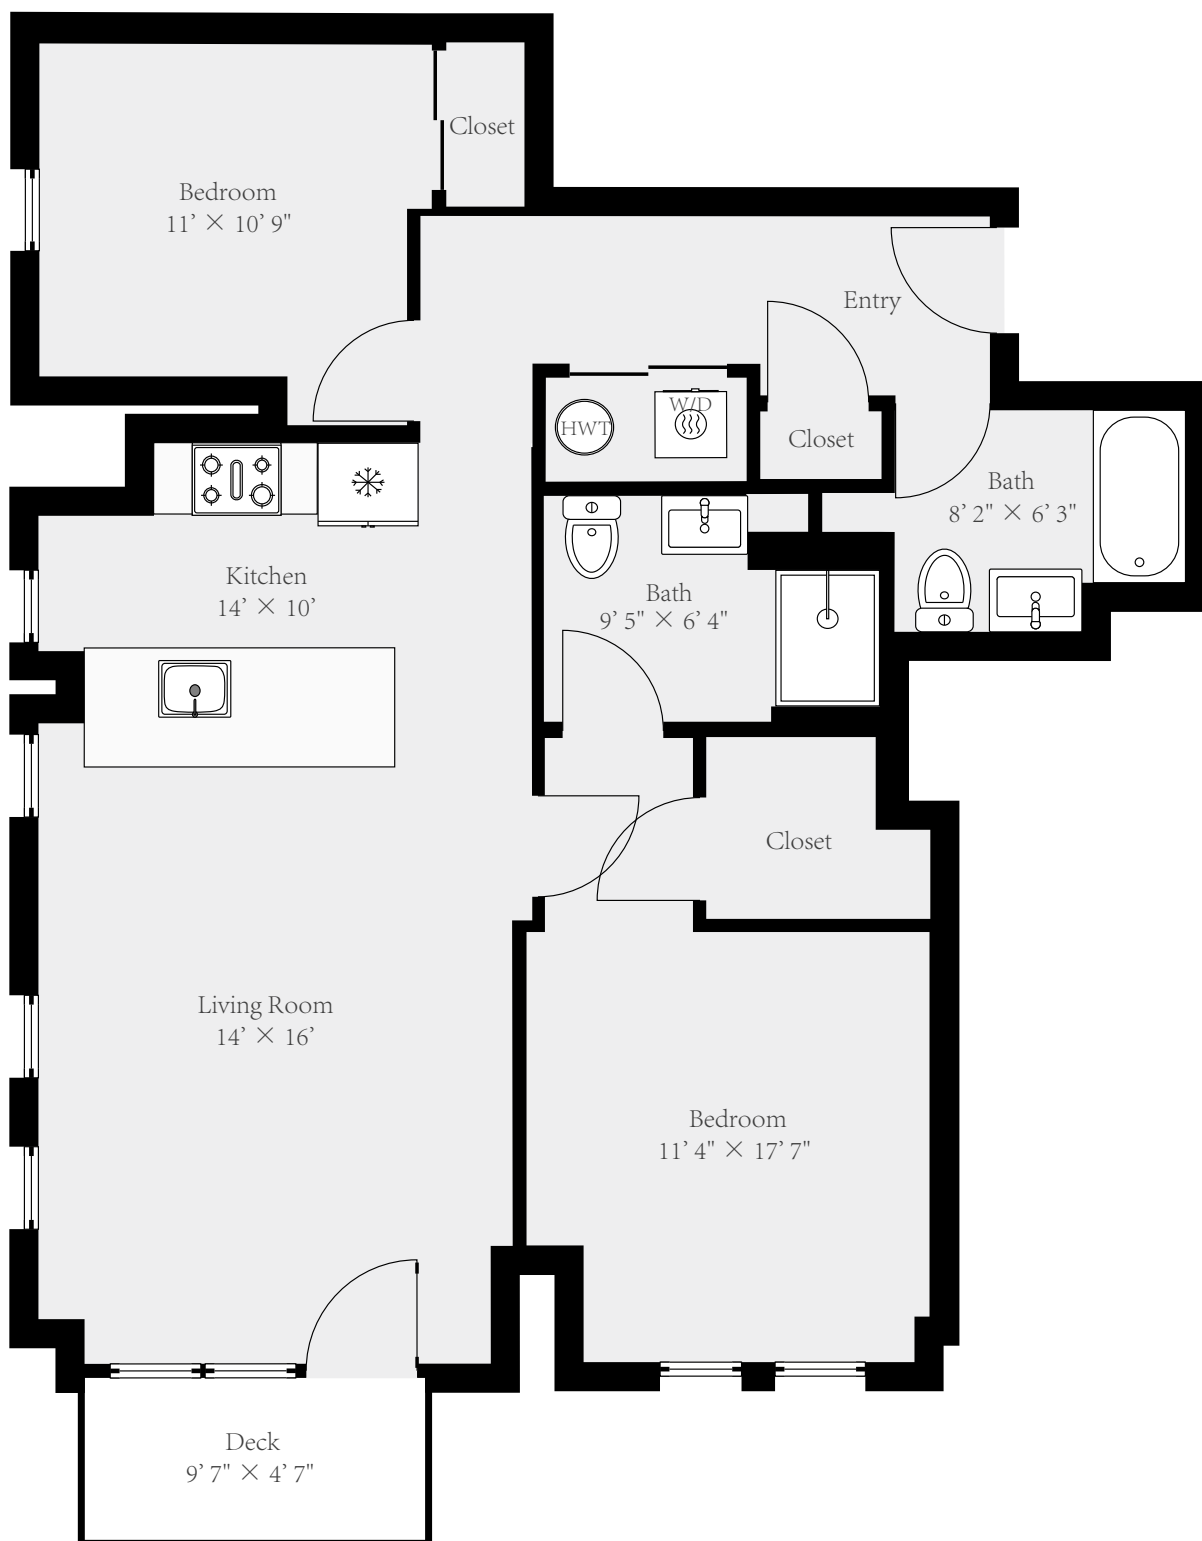 Closet
Bedroom
11’ × 10’ 9"
Entry
W/D
HWT
Closet
Bath
8’ 2" × 6’ 3"
Kitchen
14’ × 10’
Bath
9’ 5" × 6’ 4"
Closet
Living Room
14’ × 16’
Bedroom
11’ 4" × 17’ 7"
Deck
9’ 7" × 4’ 7"